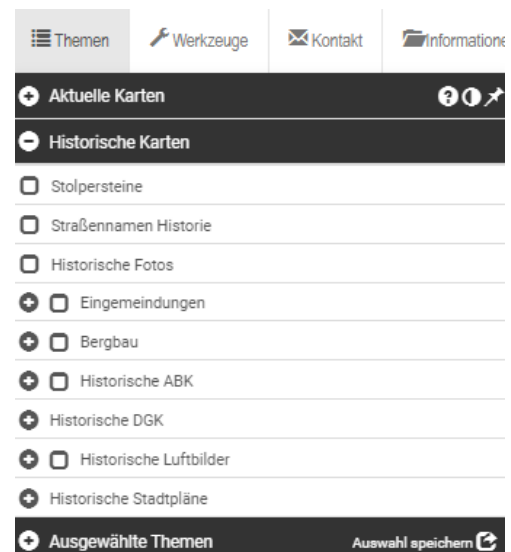 Themen Werkzeuge Kontakt Informatione
Aktuelle Karten
Historische Karten
Stolpersteine
Straßennamen Historie
Historische Fotos
Eingemeindungen
Bergbau
Historische ABK
Historische DGK
Historische Luftbilder
Historische Stadtpläne
Ausgewählte Themen Auswahl speichern